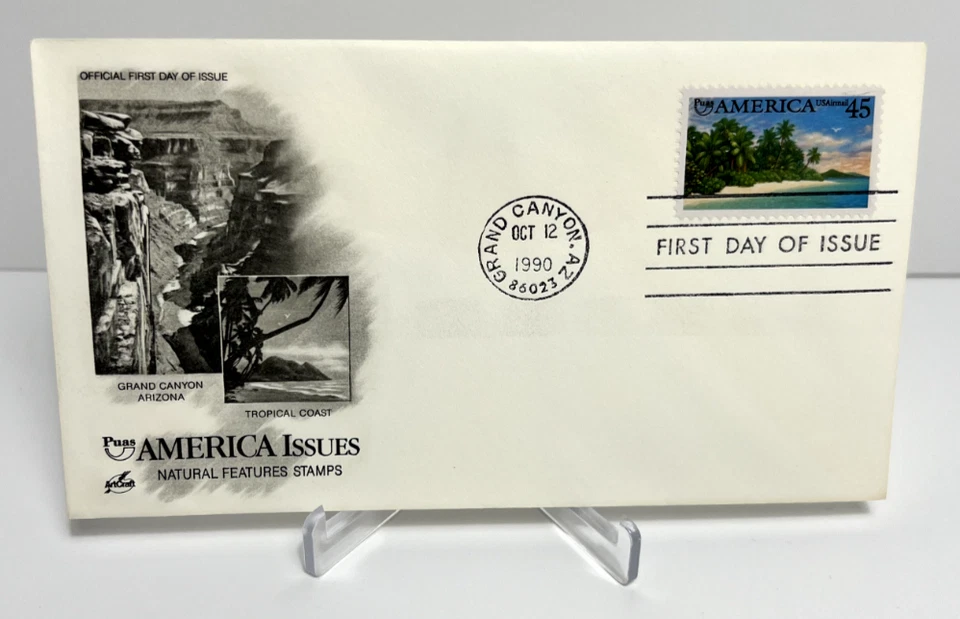 OFFICIAL FIRST DAY OF ISSUE
Puas AMERICA USAirmail 45
GRAND CANYON, AZ
OCT 12
1990
86023
FIRST DAY OF ISSUE
GRAND CANYON
ARIZONA
TROPICAL COAST
Puas AMERICA ISSUES
NATURAL FEATURES STAMPS
ArtCraft